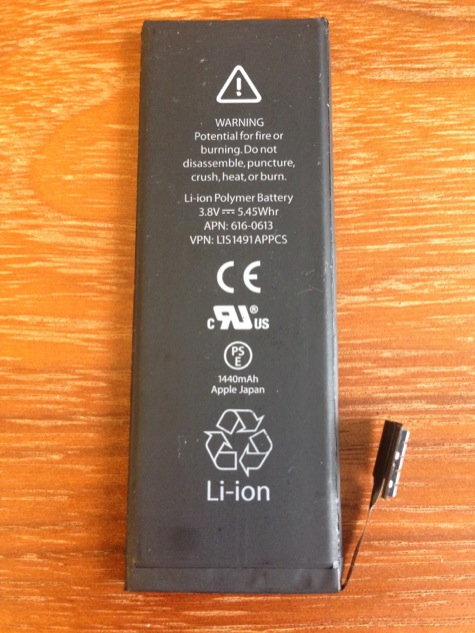 WARNING
Potential for fire or
burning. Do not
disassemble, puncture,
crush, heat, or burn.
Li-ion Polymer Battery
3.8V⎓5.45Whr
APN: 616-0613
VPN: LIS1491APPCS
CE
c RU ® US
PS
E
1440mAh
Apple Japan
Li-ion